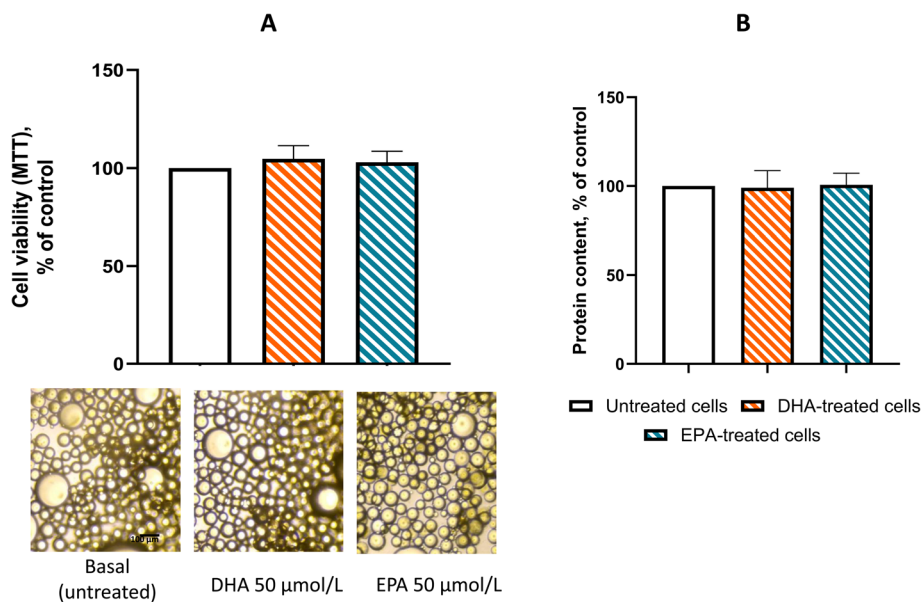 A
Cell viability (MTT),
% of control
150
100
50
0
100 µm
Basal
(untreated)
DHA 50 µmol/L
EPA 50 µmol/L
B
Protein content, % of control
150
100
50
0
Untreated cells
DHA-treated cells
EPA-treated cells